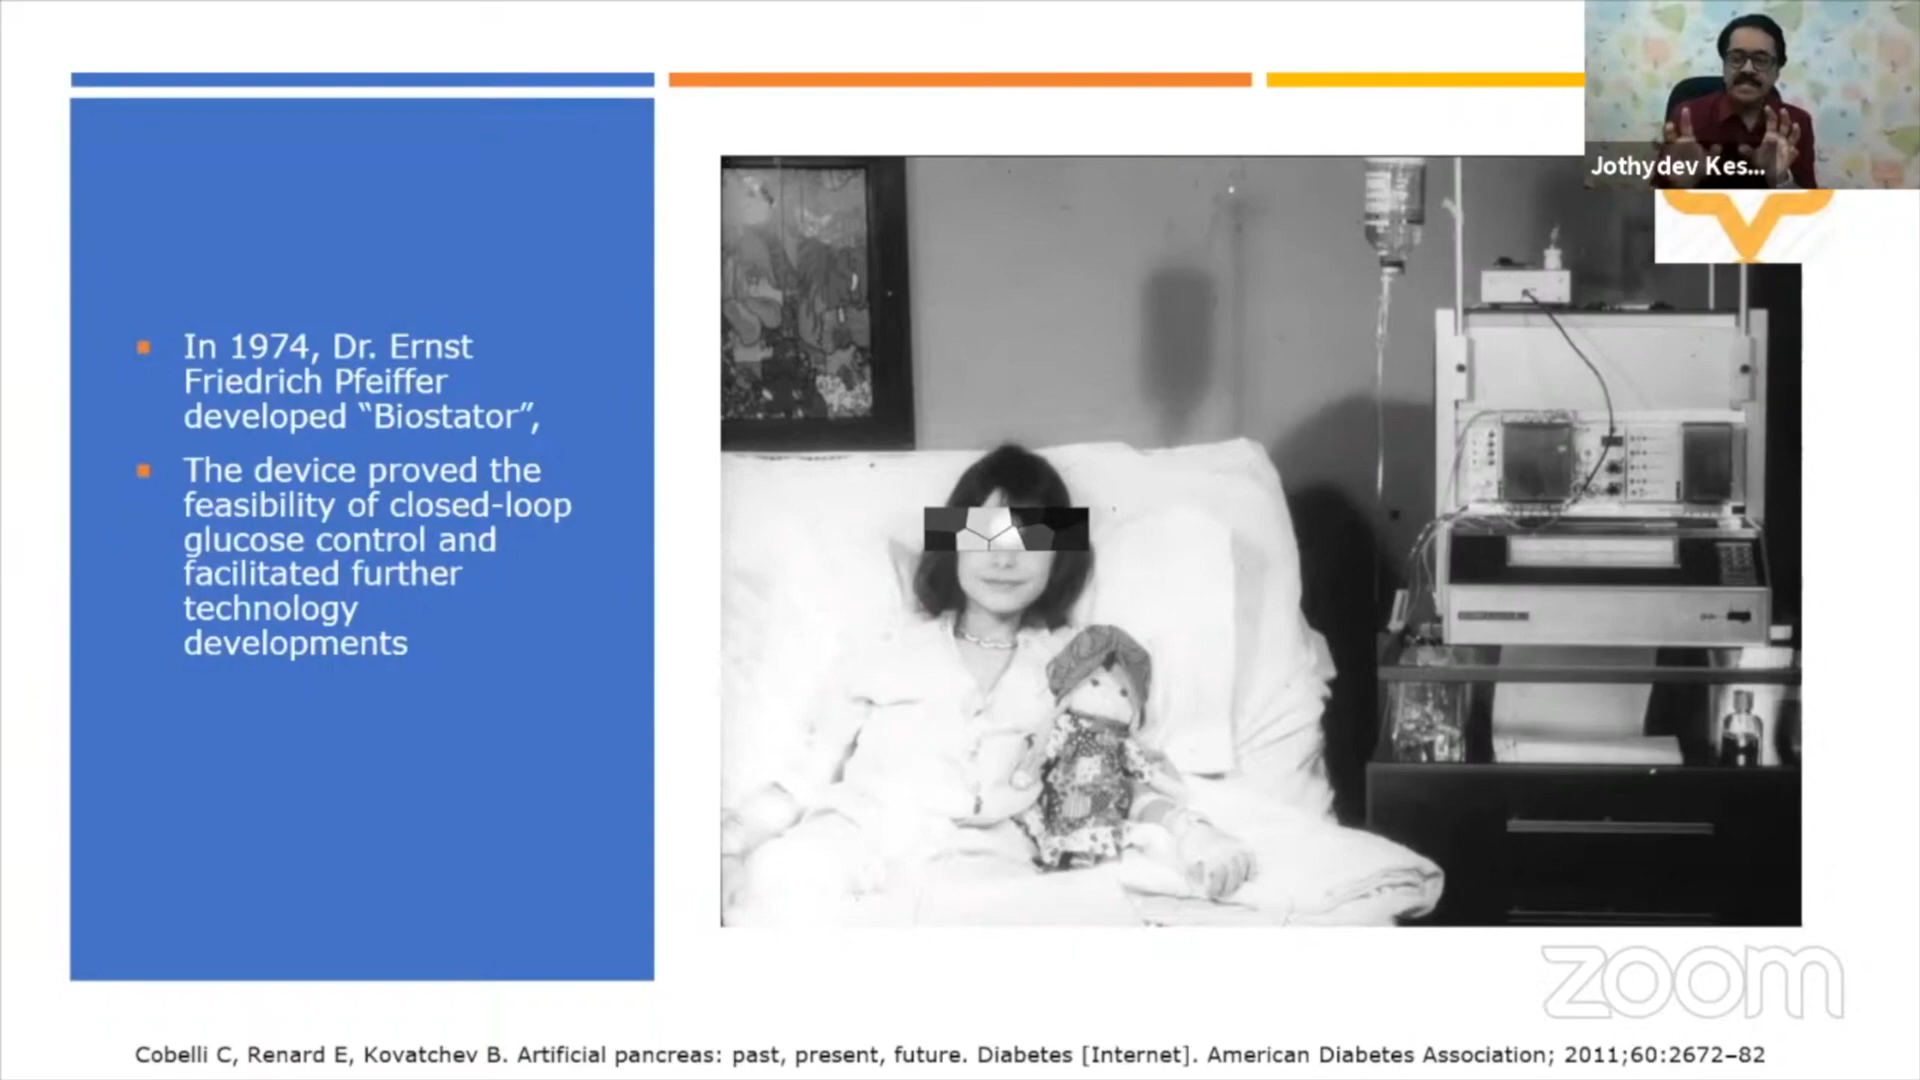 Jothydev Kes...
In 1974, Dr. Ernst
Friedrich Pfeiffer
developed “Biostator”,
The device proved the
feasibility of closed-loop
glucose control and
facilitated further
technology
developments
zoom
Cobelli C, Renard E, Kovatchev B. Artificial pancreas: past, present, future. Diabetes [Internet]. American Diabetes Association; 2011;60:2672–82